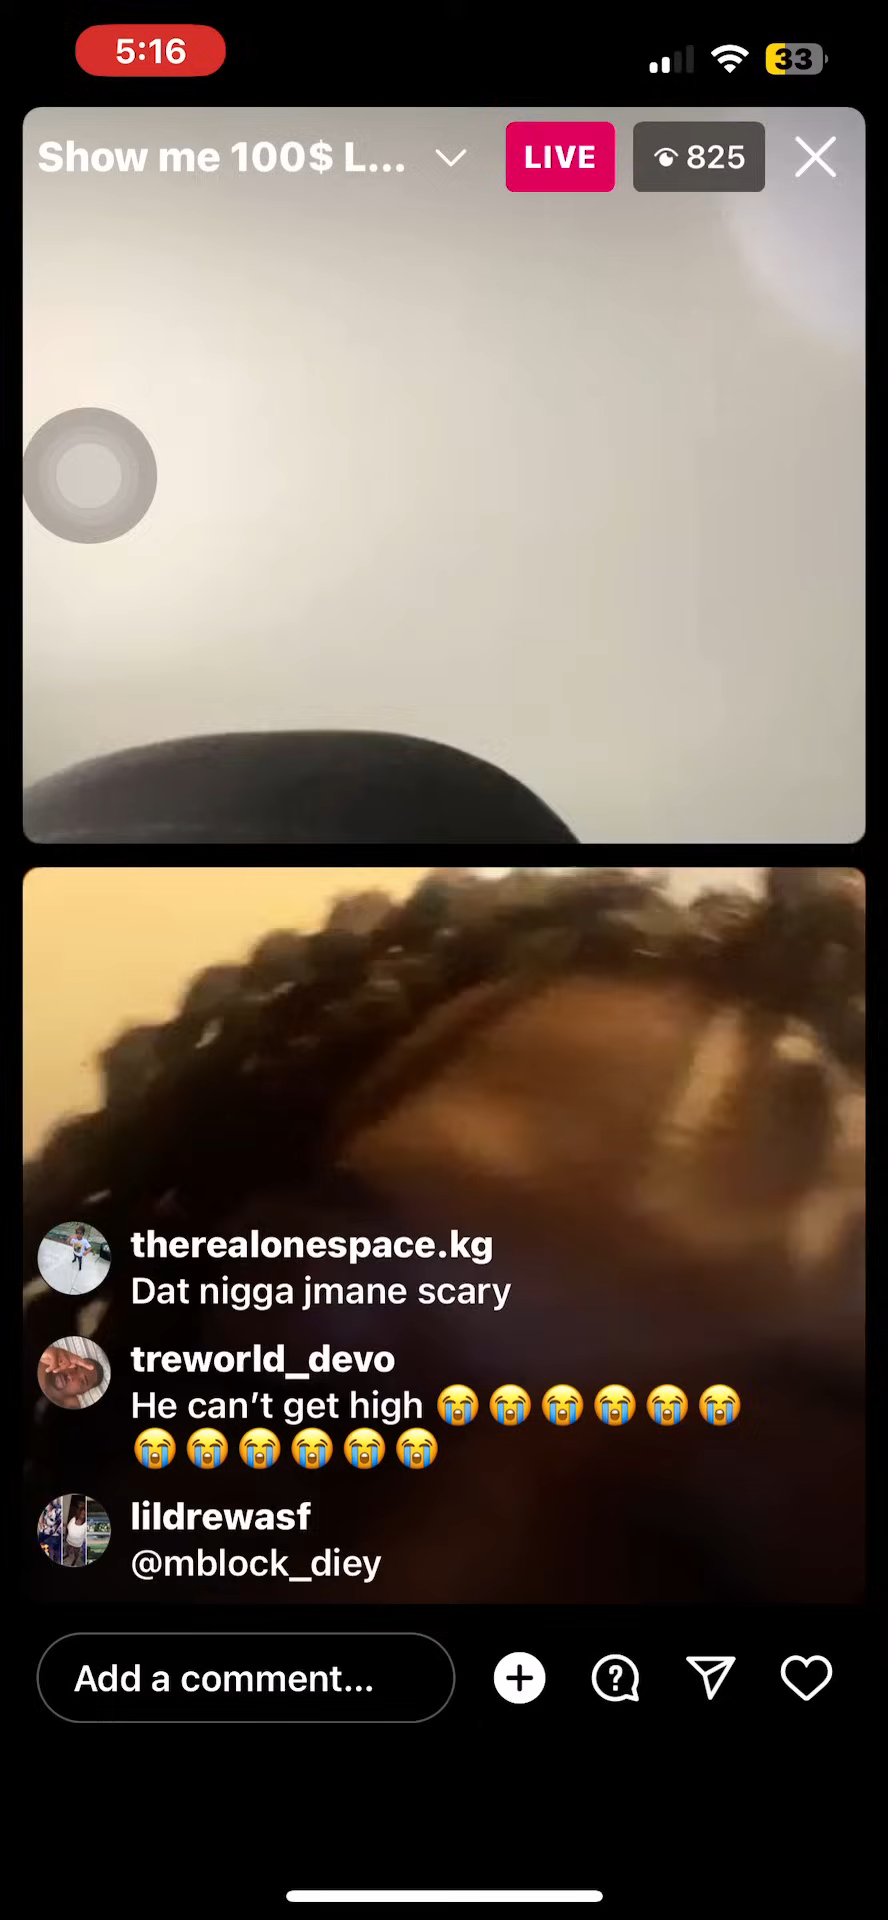 5:16
33
Show me 100$ L...
LIVE
825
therealonespace.kg
Dat nigga jmane scary
treworld_devo
He can’t get high 😭😭😭😭😭😭
😭😭😭😭😭😭
lildrewasf
@mblock_diey
Add a comment...